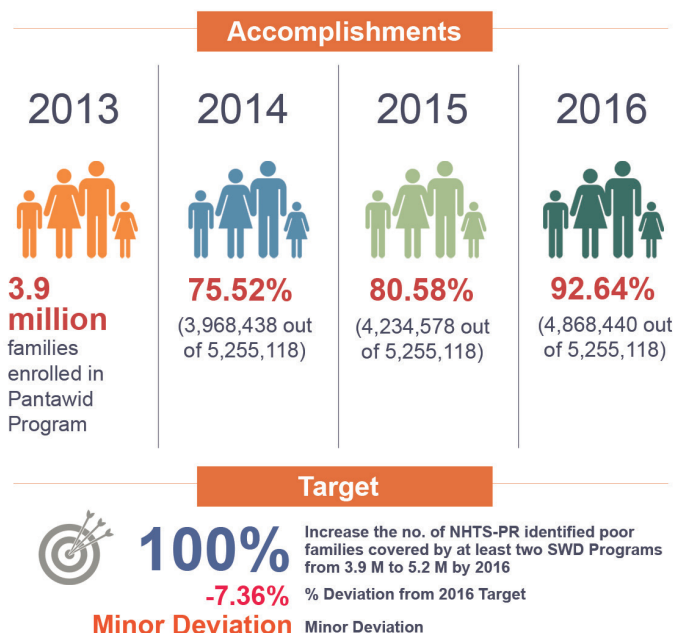 Accomplishments
2013
3.9
million
families
enrolled in
Pantawid
Program
2014
75.52%
(3,968,438 out
of 5,255,118)
2015
80.58%
(4,234,578 out
of 5,255,118)
2016
92.64%
(4,868,440 out
of 5,255,118)
Target
100%
Increase the no. of NHTS-PR identified poor
families covered by at least two SWD Programs
from 3.9 M to 5.2 M by 2016
-7.36%
% Deviation from 2016 Target
Minor Deviation
Minor Deviation